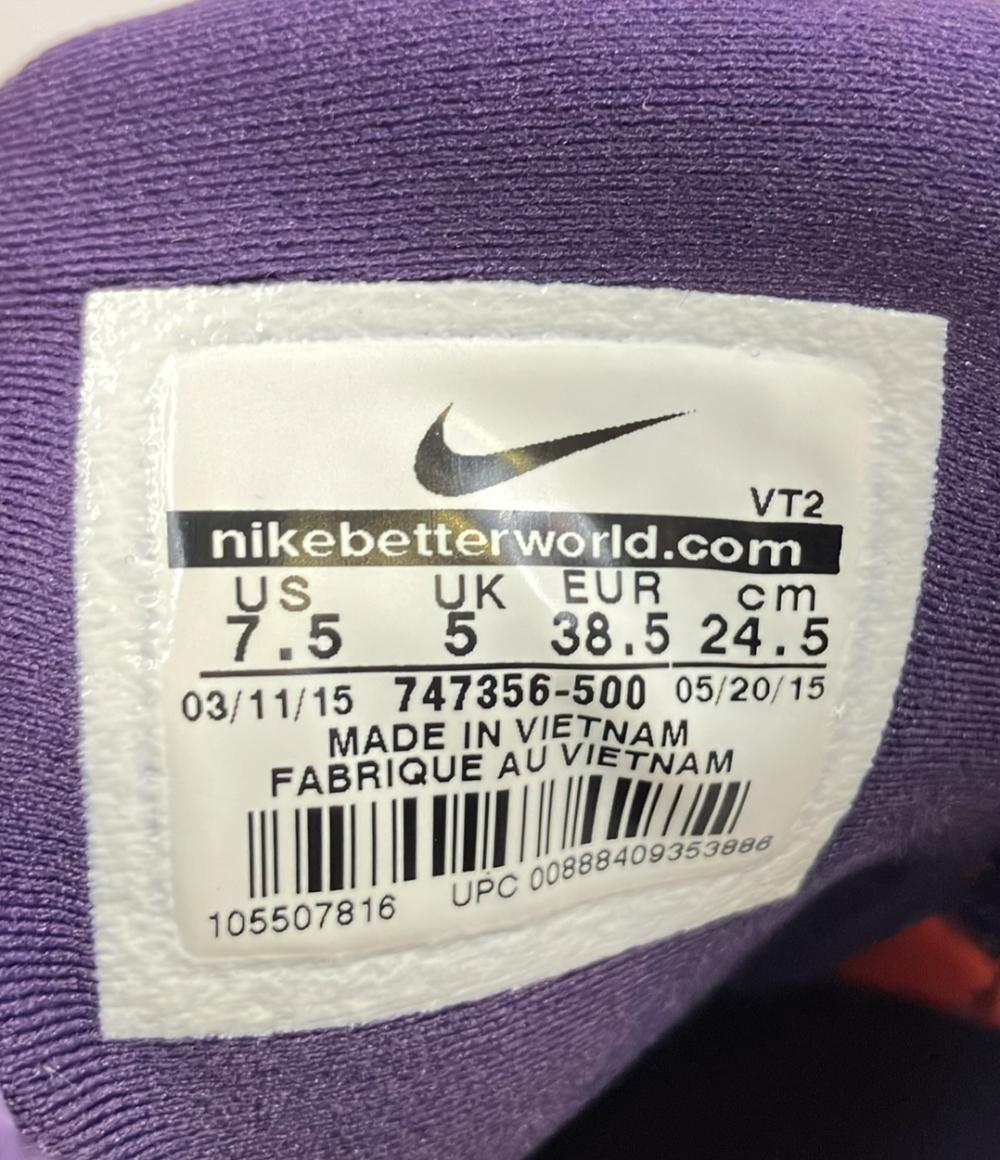 VT2
nikebetterworld.com
US UK EUR cm
7.5 5 38.5 24.5
03/11/15 747356-500 05/20/15
MADE IN VIETNAM
FABRIQUE AU VIETNAM
105507816 UPC 00888409353886